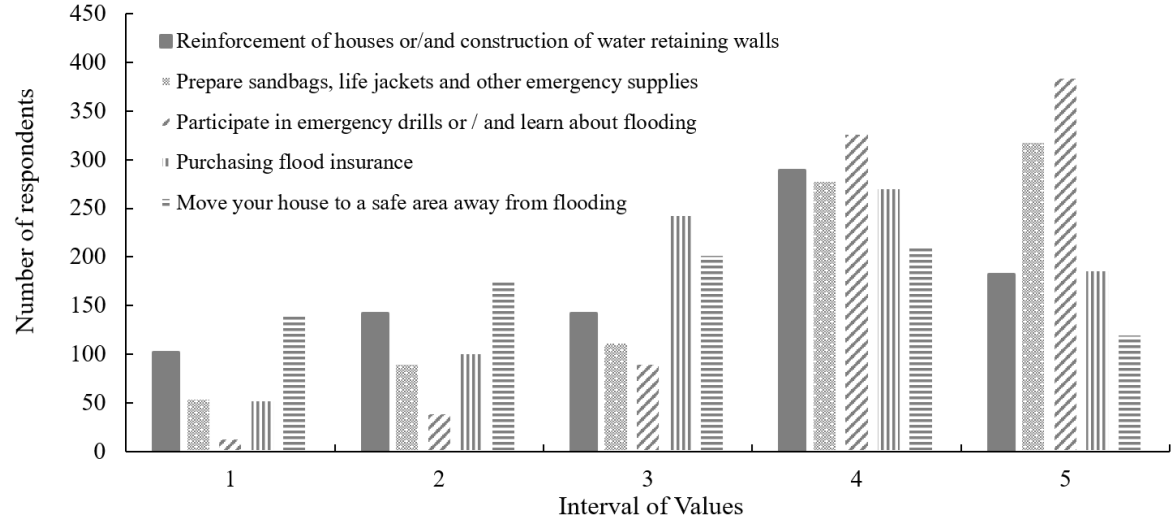 450
400
350
300
250
200
150
100
50
0
Number of respondents
Reinforcement of houses or/and construction of water retaining walls
Prepare sandbags, life jackets and other emergency supplies
Participate in emergency drills or / and learn about flooding
Purchasing flood insurance
Move your house to a safe area away from flooding
1 2 3 4 5
Interval of Values